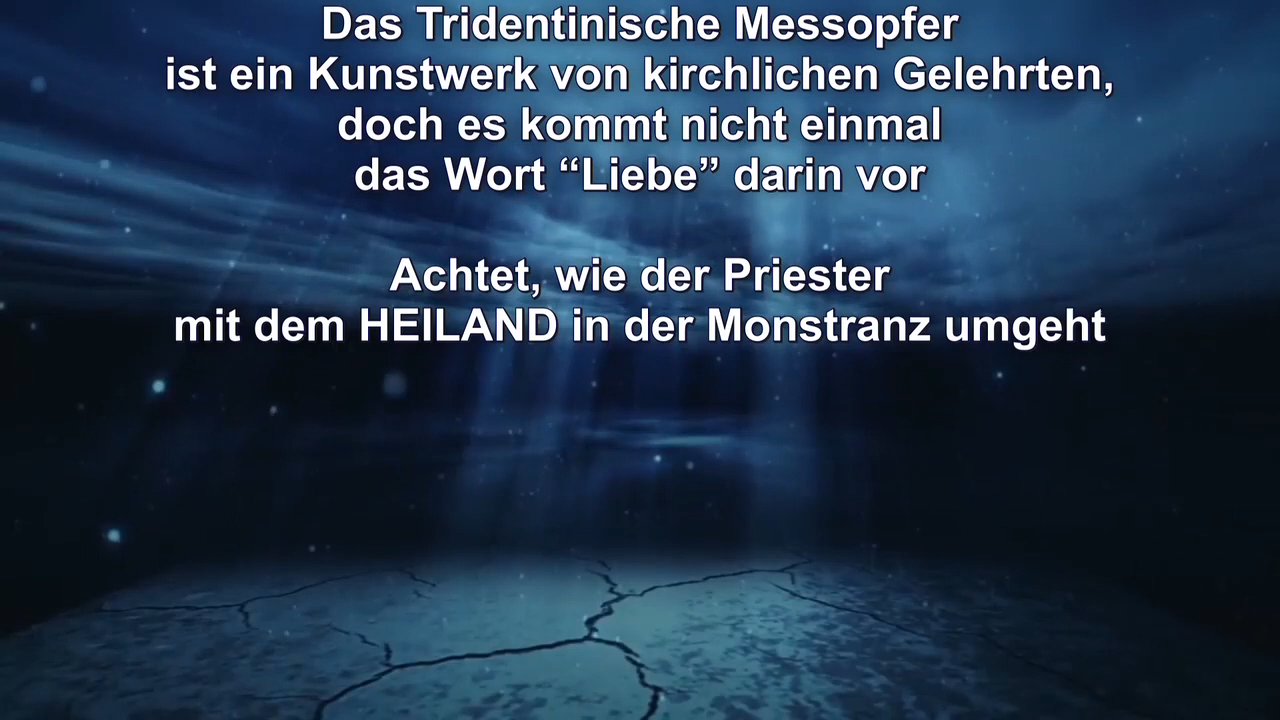 Das Tridentinische Messopfer
ist ein Kunstwerk von kirchlichen Gelehrten,
doch es kommt nicht einmal
das Wort “Liebe” darin vor
Achtet, wie der Priester
mit dem HEILAND in der Monstranz umgeht